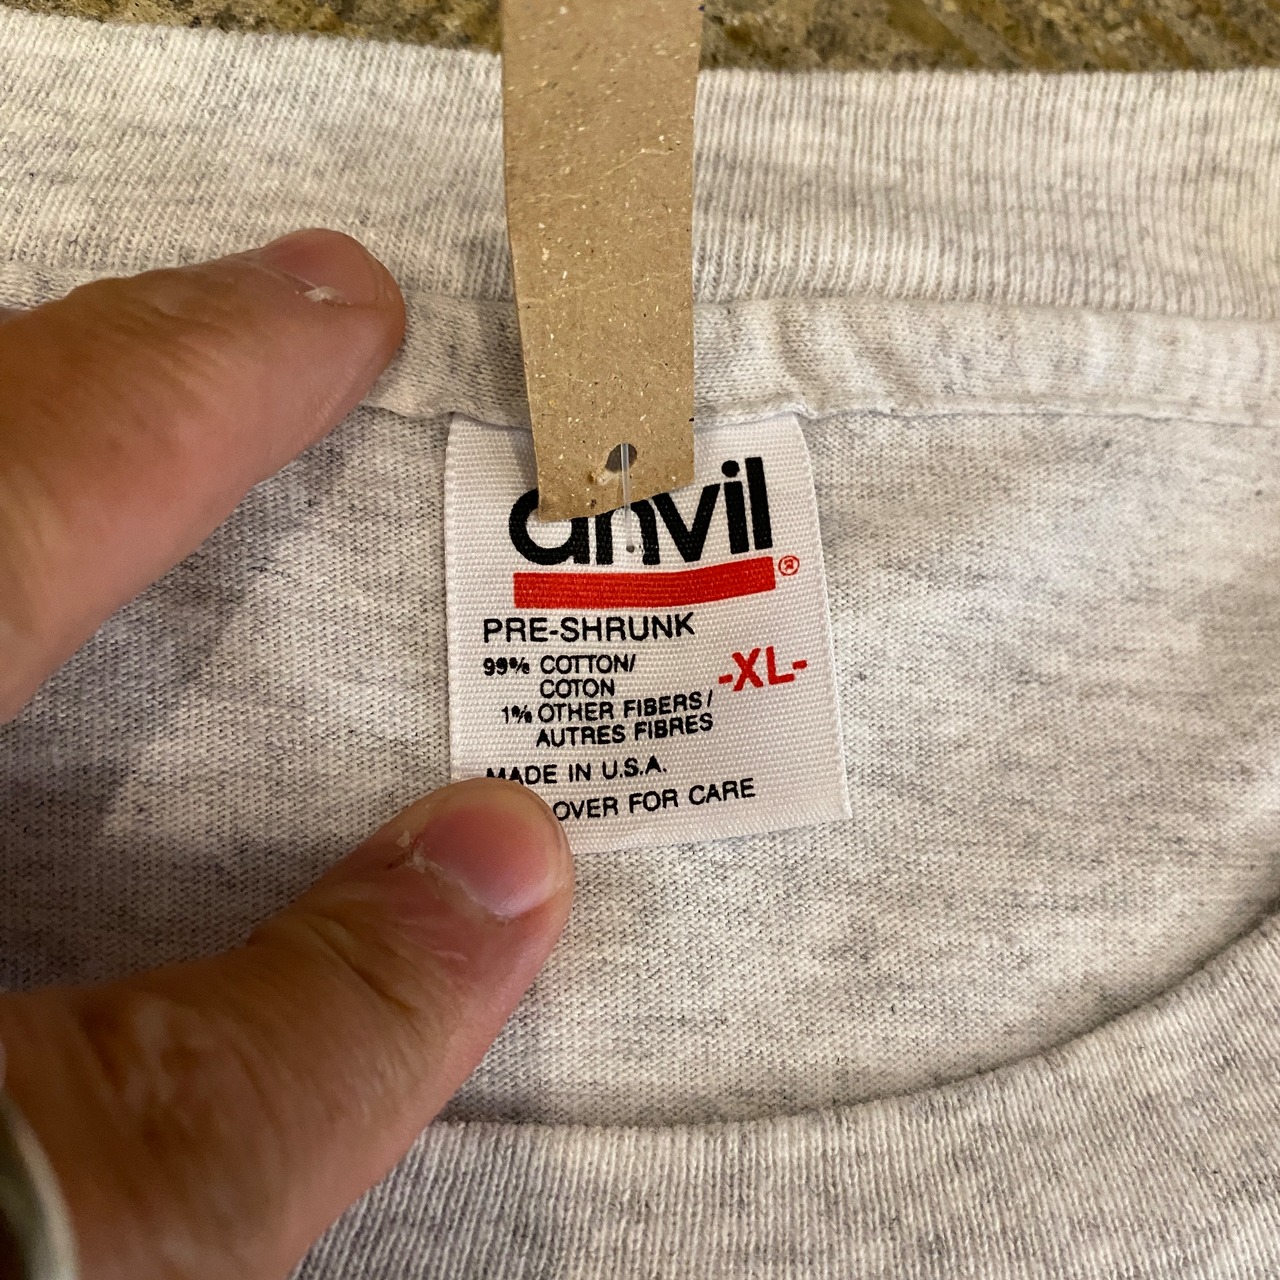 anvil
®
PRE-SHRUNK
99% COTTON/
COTON
-XL-
1% OTHER FIBERS/
AUTRES FIBRES
MADE IN U.S.A.
OVER FOR CARE